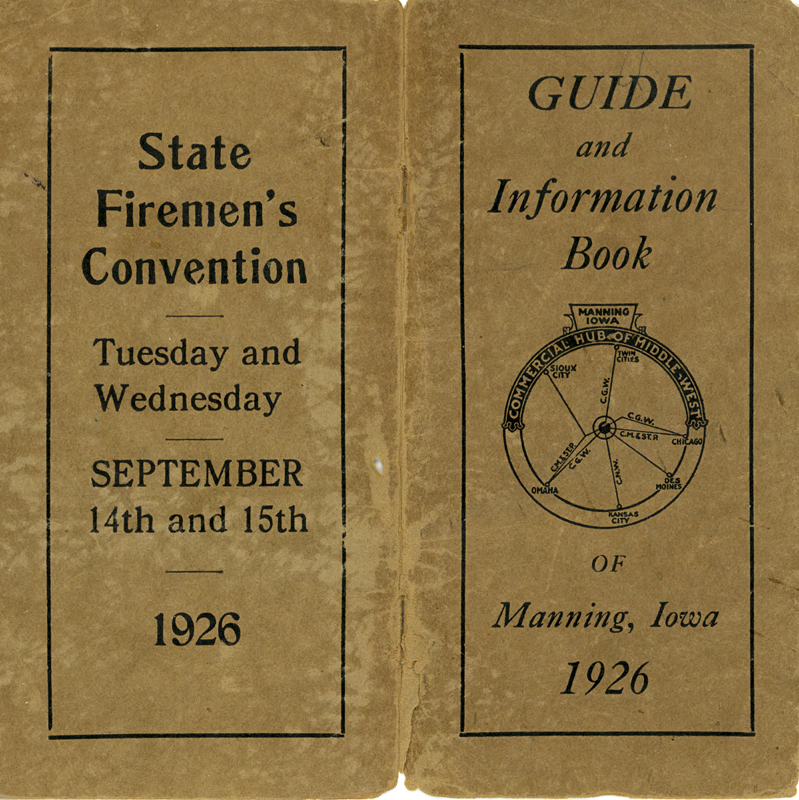 State
Firemen's
Convention
Tuesday and
Wednesday
SEPTEMBER
14th and 15th
1926
GUIDE
and
Information
Book
MANNING
IOWA
COMMERCIAL HUB OF MIDDLE-WEST
TWIN
CITIES
SIOUX
CITY
C.G.W.
C.G.W.
C.M.&ST.P.
CHICAGO
C.M.&ST.P.
C.G.W.
C.N.W.
DES
MOINES
OMAHA
KANSAS
CITY
OF
Manning, Iowa
1926